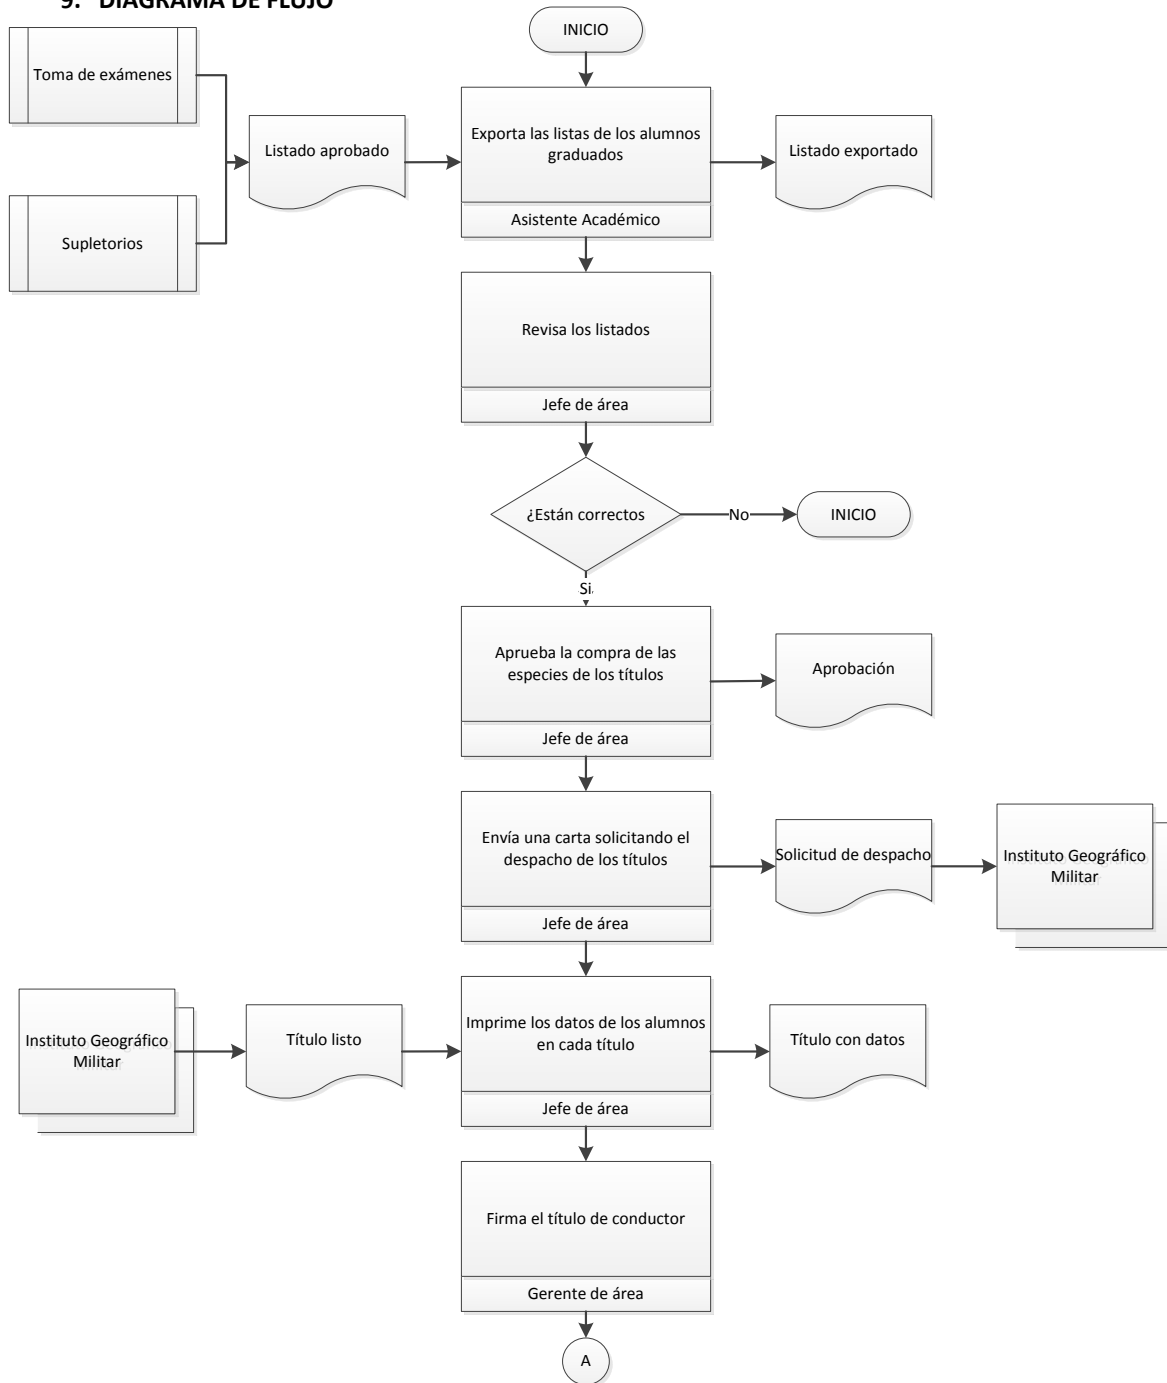 9. DIAGRAMA DE FLUJO
INICIO
Toma de exámenes
Listado aprobado
Exporta las listas de los alumnos
graduados
Asistente Académico
Listado exportado
Supletorios
Revisa los listados
Jefe de área
¿Están correctos
No
INICIO
Si
Aprueba la compra de las
especies de los títulos
Jefe de área
Aprobación
Envía una carta solicitando el
despacho de los títulos
Jefe de área
Solicitud de despacho
Instituto Geográfico
Militar
Instituto Geográfico
Militar
Título listo
Imprime los datos de los alumnos
en cada título
Jefe de área
Título con datos
Firma el título de conductor
Gerente de área
A